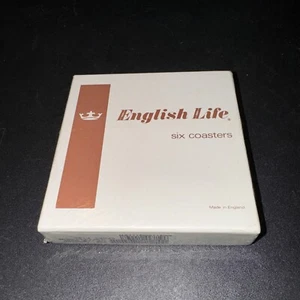 English Life
six coasters
Made in England